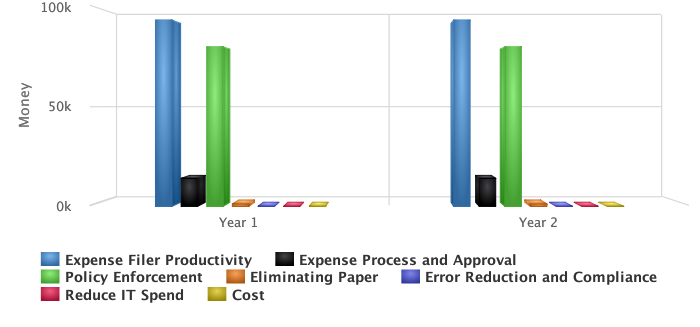 100k
50k
0k
Money
Year 1
Year 2
Expense Filer Productivity
Expense Process and Approval
Policy Enforcement
Eliminating Paper
Error Reduction and Compliance
Reduce IT Spend
Cost